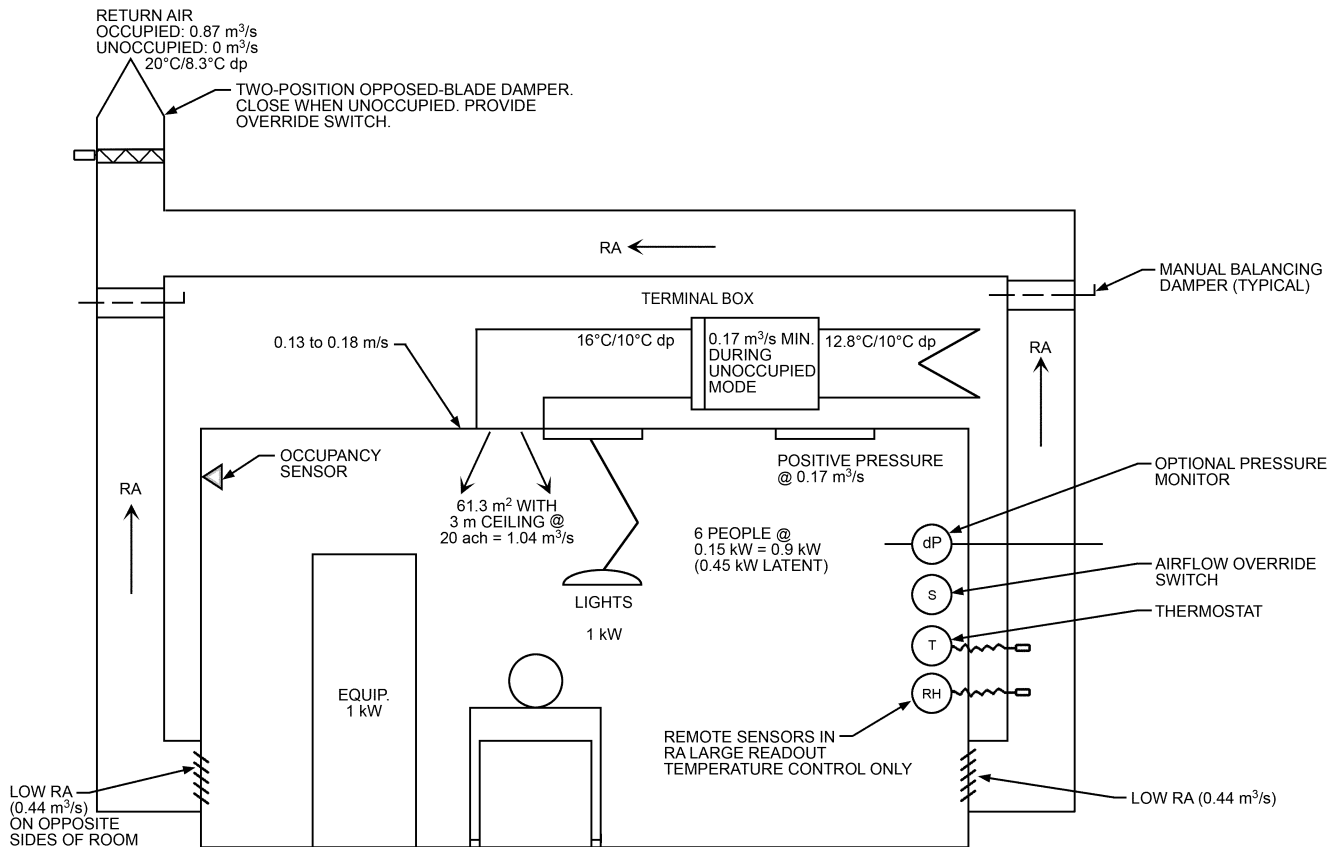 RETURN AIR
OCCUPIED: 0.87 m³/s
UNOCCUPIED: 0 m³/s
20°C/8.3°C dp
TWO-POSITION OPPOSED-BLADE DAMPER.
CLOSE WHEN UNOCCUPIED. PROVIDE
OVERRIDE SWITCH.
RA
MANUAL BALANCING
DAMPER (TYPICAL)
TERMINAL BOX
0.13 to 0.18 m/s
16°C/10°C dp
0.17 m³/s MIN.
DURING
UNOCCUPIED
MODE
12.8°C/10°C dp
RA
OCCUPANCY
SENSOR
POSITIVE PRESSURE
@ 0.17 m³/s
OPTIONAL PRESSURE
MONITOR
RA
61.3 m² WITH
3 m CEILING @
20 ach = 1.04 m³/s
6 PEOPLE @
0.15 kW = 0.9 kW
(0.45 kW LATENT)
dP
AIRFLOW OVERRIDE
SWITCH
S
LIGHTS
1 kW
THERMOSTAT
T
EQUIP.
1 kW
RH
REMOTE SENSORS IN
RA LARGE READOUT
TEMPERATURE CONTROL ONLY
LOW RA
(0.44 m³/s)
ON OPPOSITE
SIDES OF ROOM
LOW RA (0.44 m³/s)